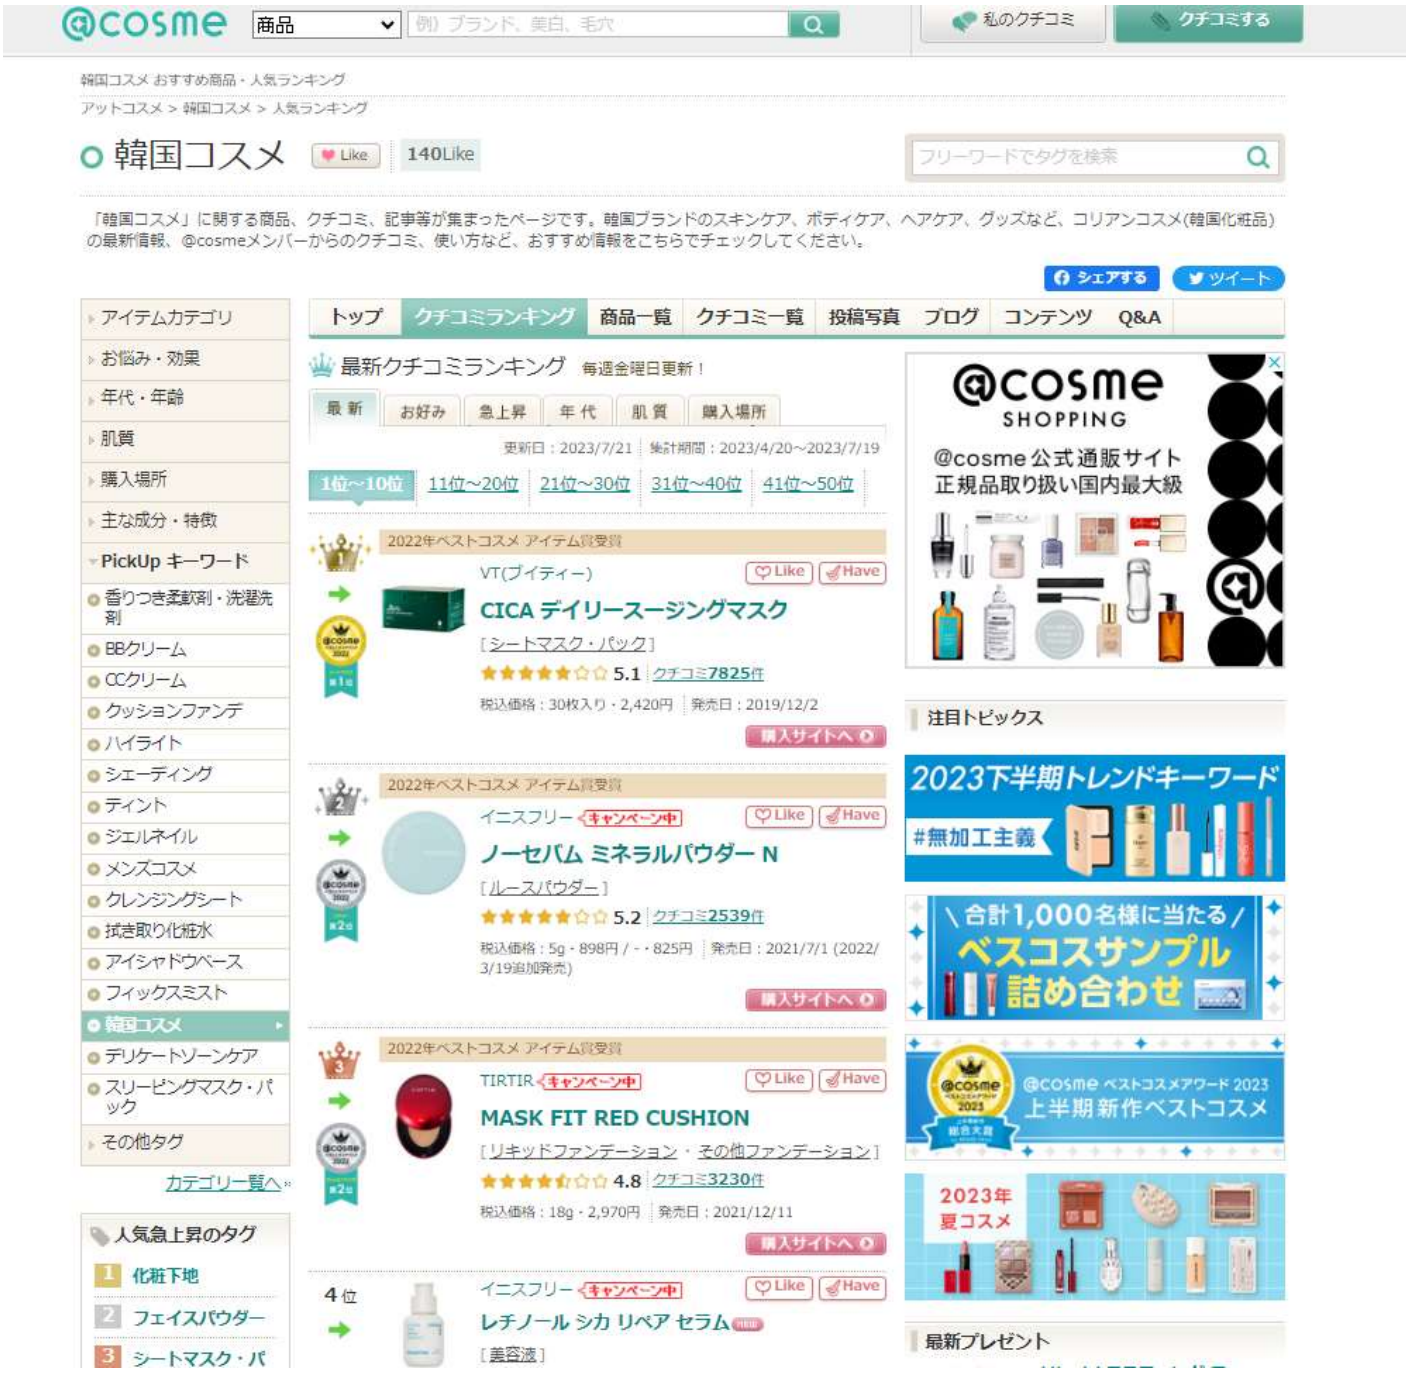 @cosme
商品
例）ブランド、美白、毛穴
私のクチコミ
クチコミする
韓国コスメ おすすめ商品・人気ランキング
アットコスメ > 韓国コスメ > 人気ランキング
韓国コスメ
Like
140Like
フリーワードでタグを検索
「韓国コスメ」に関する商品、クチコミ、記事等が集まったページです。韓国ブランドのスキンケア、ボディケア、ヘアケア、グッズなど、コリアンコスメ(韓国化粧品)
の最新情報、@cosmeメンバーからのクチコミ、使い方など、おすすめ情報をこちらでチェックしてください。
シェアする
ツイート
アイテムカテゴリ
お悩み・効果
年代・年齢
肌質
購入場所
主な成分・特徴
PickUp キーワード
香りつき柔軟剤・洗濯洗
剤
BBクリーム
CCクリーム
クッションファンデ
ハイライト
シェーディング
ティント
ジェルネイル
メンズコスメ
クレンジングシート
拭き取り化粧水
アイシャドウベース
フィックスミスト
韓国コスメ
デリケートゾーンケア
スリーピングマスク・パ
ック
その他タグ
カテゴリ一覧へ»
人気急上昇のタグ
1 化粧下地
2 フェイスパウダー
3 シートマスク・パ
トップ
クチコミランキング
商品一覧
クチコミ一覧
投稿写真
ブログ
コンテンツ
Q&A
最新クチコミランキング 毎週金曜日更新！
最 新
お好み
急上昇
年 代
肌 質
購入場所
更新日：2023/7/21 集計期間：2023/4/20～2023/7/19
1位～10位 11位～20位 21位～30位 31位～40位 41位～50位
1
2022年ベストコスメ アイテム賞受賞
VT(ブイティー)
Like
Have
CICA デイリースージングマスク
[ シートマスク・パック ]
@cosme
2022
第1位
5.1 クチコミ7825件
税込価格：30枚入り・2,420円 発売日：2019/12/2
購入サイトへ
2
2022年ベストコスメ アイテム賞受賞
イニスフリー キャンペーン中
Like
Have
ノーセバム ミネラルパウダー N
[ ルースパウダー ]
@cosme
2022
第2位
5.2 クチコミ2539件
税込価格：5g・898円 / -・825円 発売日：2021/7/1 (2022/
3/19追加発売)
購入サイトへ
3
2022年ベストコスメ アイテム賞受賞
TIRTIR キャンペーン中
Like
Have
MASK FIT RED CUSHION
[ リキッドファンデーション ・ その他ファンデーション ]
@cosme
2022
第2位
4.8 クチコミ3230件
税込価格：18g・2,970円 発売日：2021/12/11
購入サイトへ
4 位
イニスフリー キャンペーン中
Like
Have
レチノール シカ リペア セラム new
[ 美容液 ]
@cosme
SHOPPING
@cosme 公式通販サイト
正規品取り扱い国内最大級
注目トピックス
2023下半期トレンドキーワード
#無加工主義
\ 合計1,000名様に当たる /
ベスコスサンプル
詰め合わせ
@cosme
2023
総合大賞
@cosme ベストコスメアワード 2023
上半期新作ベストコスメ
2023年
夏コスメ
最新プレゼント